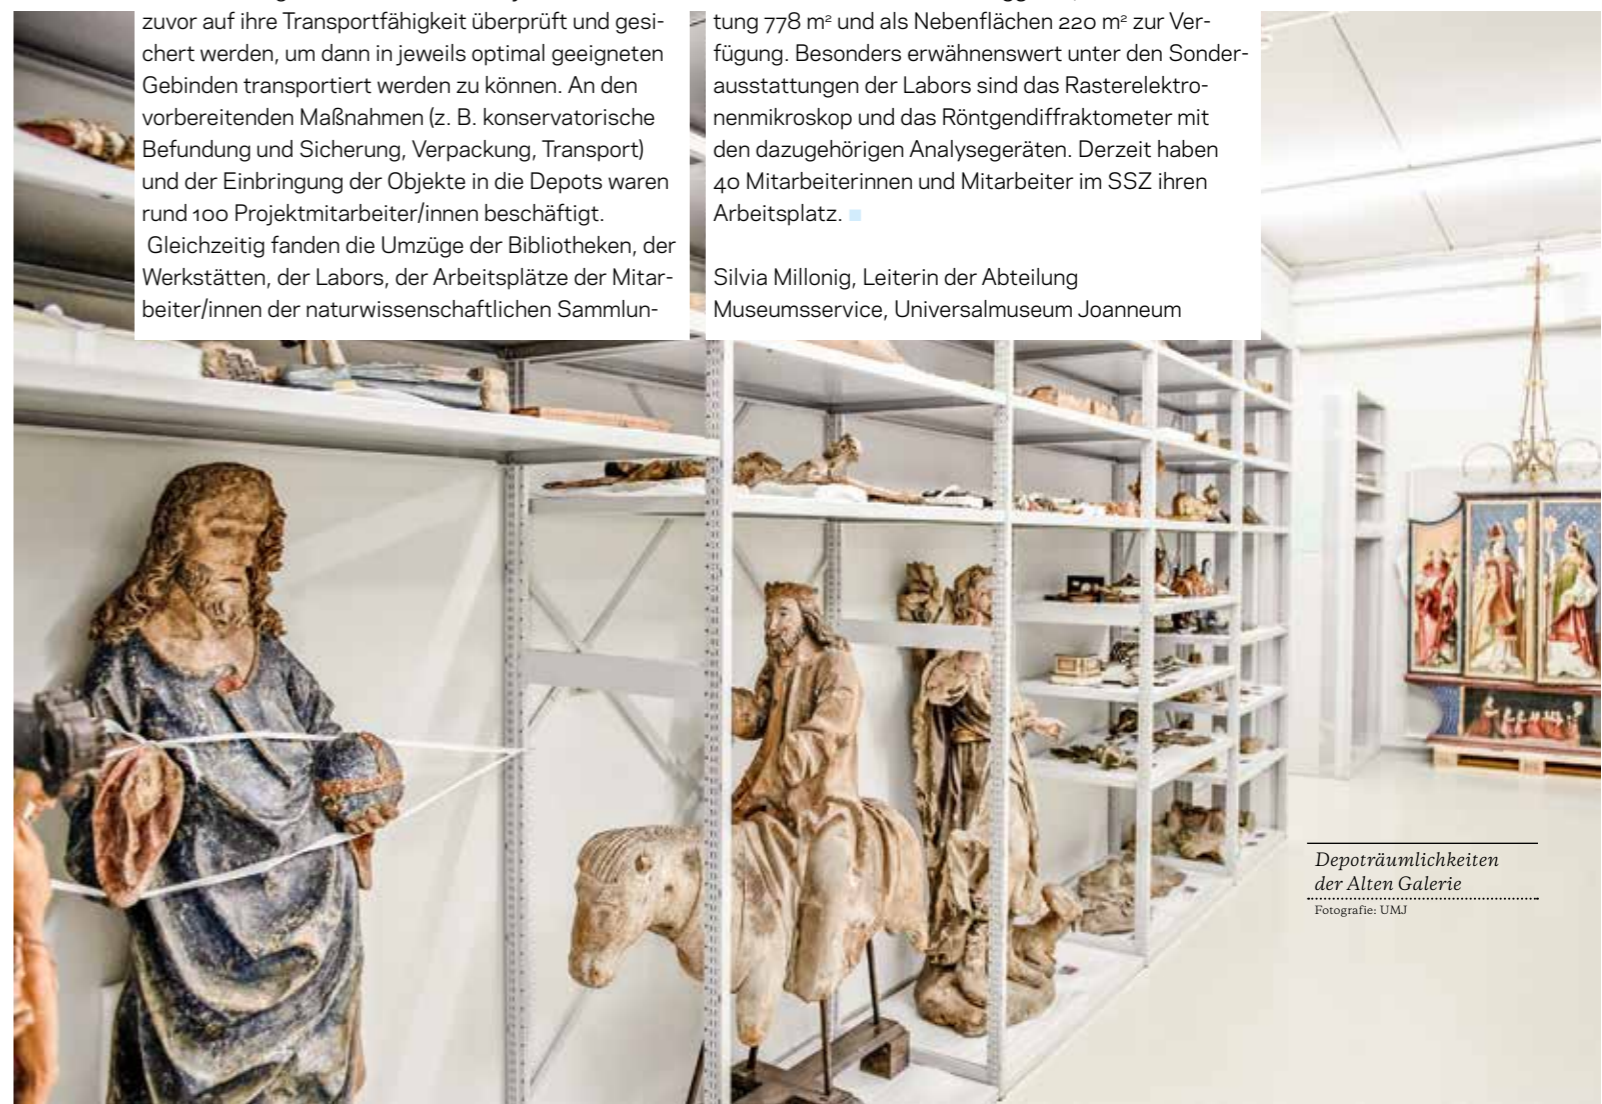 zuvor auf ihre Transportfähigkeit überprüft und gesi-
chert werden, um dann in jeweils optimal geeigneten
Gebinden transportiert werden zu können. An den
vorbereitenden Maßnahmen (z. B. konservatorische
Befundung und Sicherung, Verpackung, Transport)
und der Einbringung der Objekte in die Depots waren
rund 100 Projektmitarbeiter/innen beschäftigt.
Gleichzeitig fanden die Umzüge der Bibliotheken, der
Werkstätten, der Labors, der Arbeitsplätze der Mitar-
beiter/innen der naturwissenschaftlichen Sammlun-
tung 778 m² und als Nebenflächen 220 m² zur Ver-
fügung. Besonders erwähnenswert unter den Sonder-
ausstattungen der Labors sind das Rasterelektro-
nenmikroskop und das Röntgendiffraktometer mit
den dazugehörigen Analysegeräten. Derzeit haben
40 Mitarbeiterinnen und Mitarbeiter im SSZ ihren
Arbeitsplatz.
Silvia Millonig, Leiterin der Abteilung
Museumsservice, Universalmuseum Joanneum
Depoträumlichkeiten
der Alten Galerie
Fotografie: UMJ